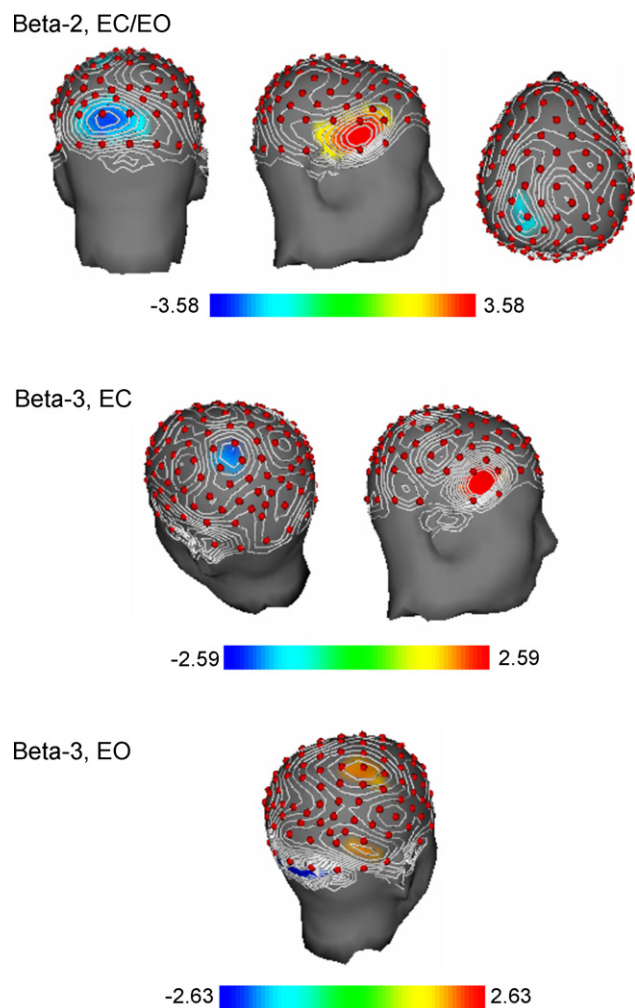 Beta-2, EC/EO
-3.58 3.58
Beta-3, EC
-2.59 2.59
Beta-3, EO
-2.63 2.63